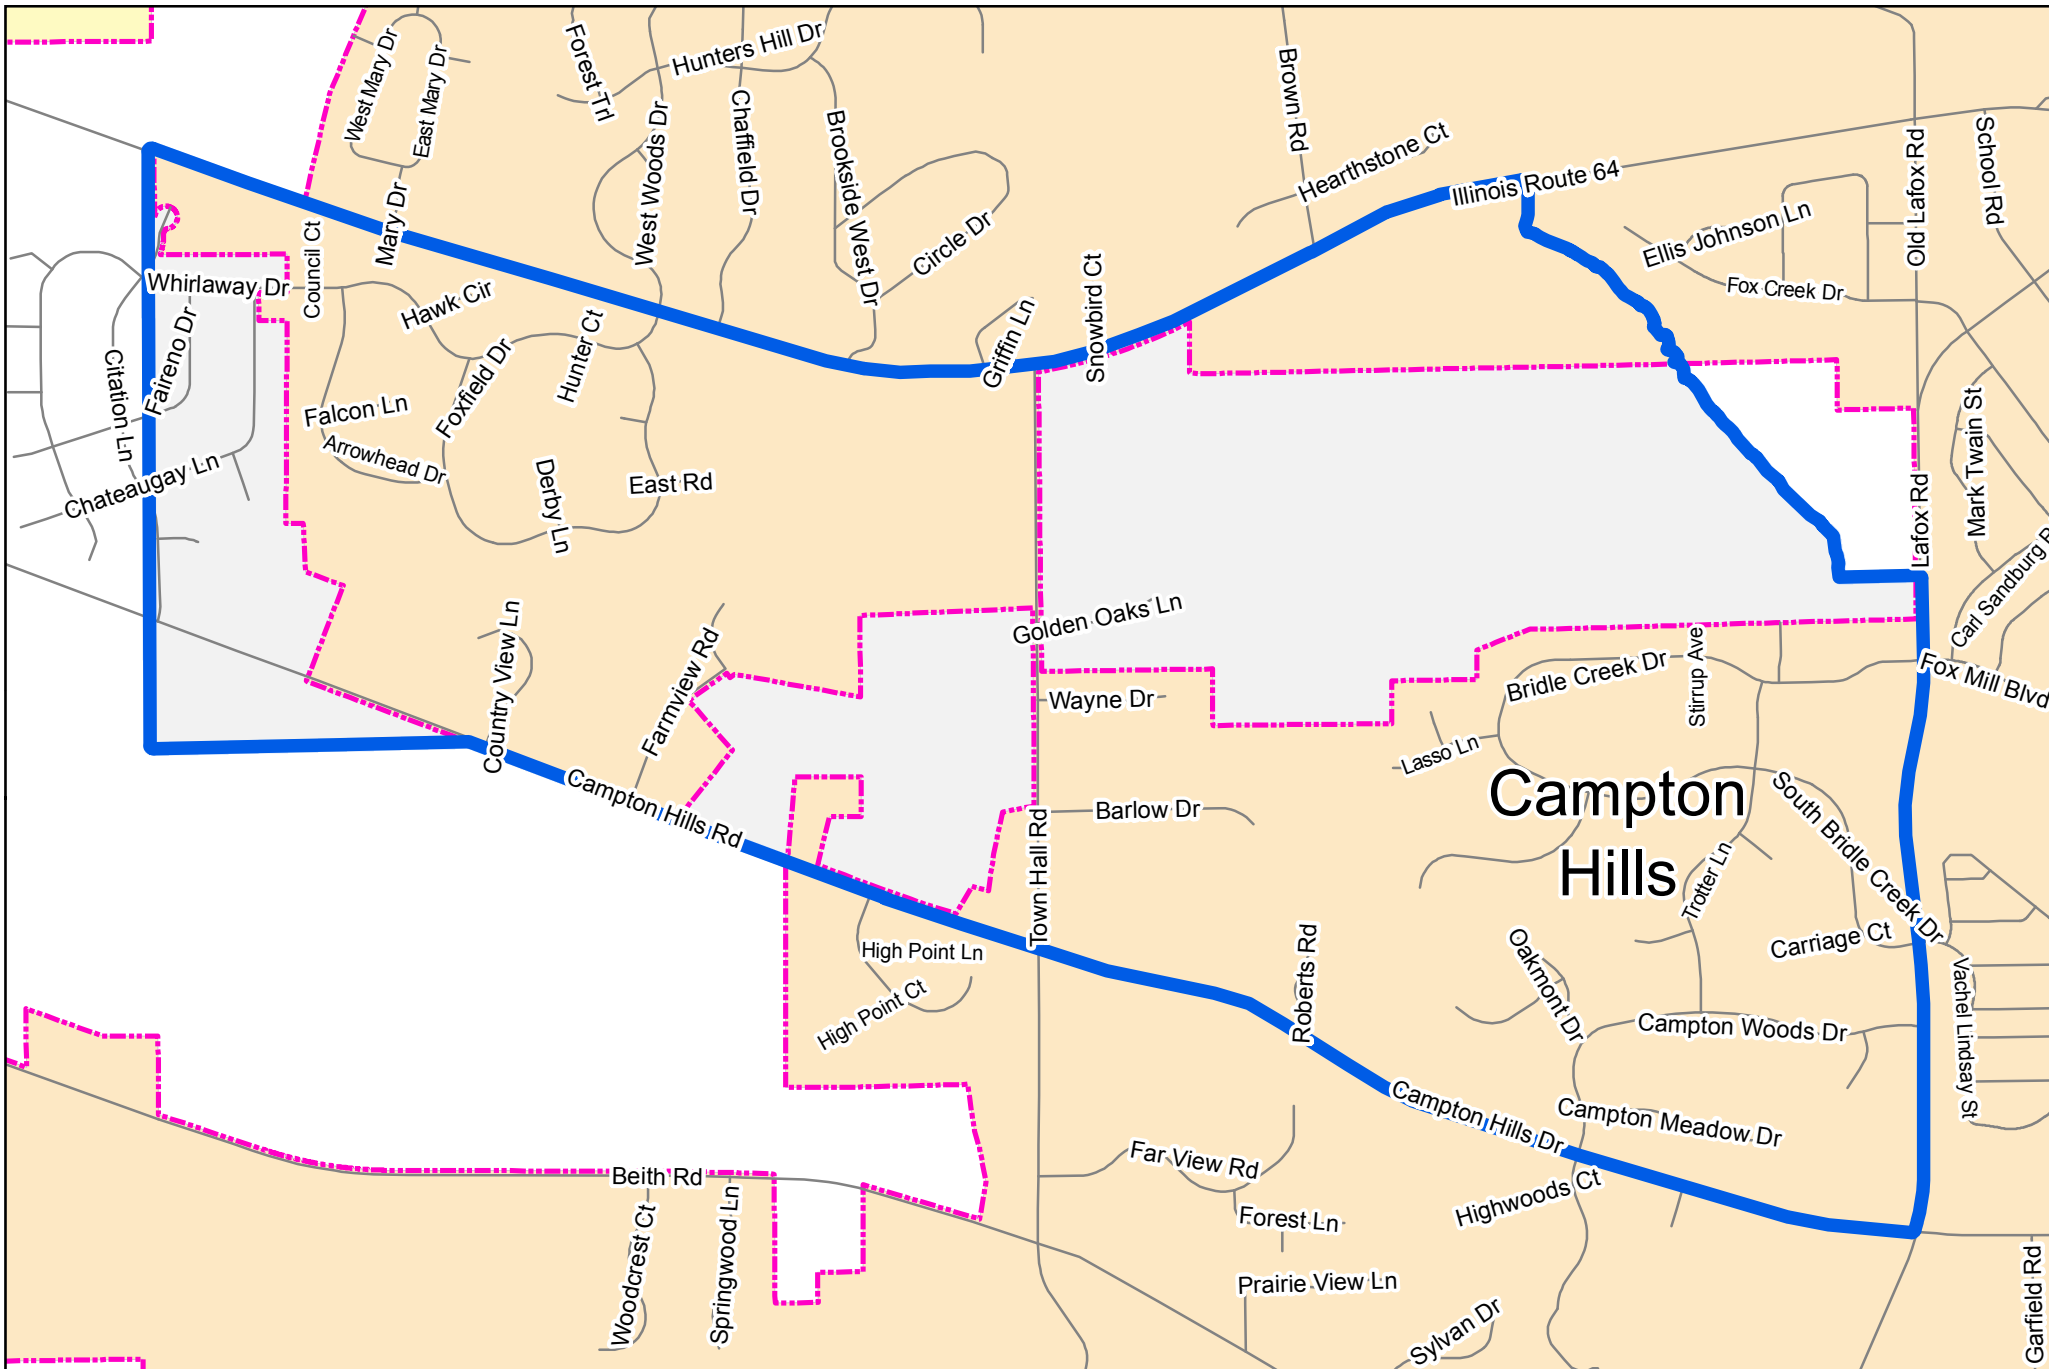 West Mary Dr
East Mary Dr
Forest Trl
Hunters Hill Dr
Chaffield Dr
West Woods Dr
Brookside West Dr
Circle Dr
Brown Rd
Hearthstone Ct
Illinois Route 64
Old Lafox Rd
School Rd
Ellis Johnson Ln
Fox Creek Dr
Mary Dr
Council Ct
Whirlaway Dr
Hawk Cir
Faireno Dr
Citation Ln
Chateaugay Ln
Falcon Ln
Arrowhead Dr
Foxfield Dr
Hunter Ct
Derby Ln
East Rd
Griffin Ln
Snowbird Ct
Mark Twain St
Lafox Rd
Carl Sandburg
Fox Mill Blvd
Golden Oaks Ln
Wayne Dr
Bridle Creek Dr
Stirrup Ave
Lasso Ln
Country View Ln
Farmview Rd
Campton Hills Rd
Barlow Dr
Town Hall Rd
Campton
Hills
South Bridle Creek Dr
Trotter Ln
Carriage Ct
High Point Ln
High Point Ct
Roberts Rd
Oakmont Dr
Campton Woods Dr
Vachel Lindsay St
Campton Hills Dr
Campton Meadow Dr
Far View Rd
Highwoods Ct
Forest Ln
Prairie View Ln
Sylvan Dr
Beith Rd
Woodcrest Ct
Springwood Ln
Garfield Rd